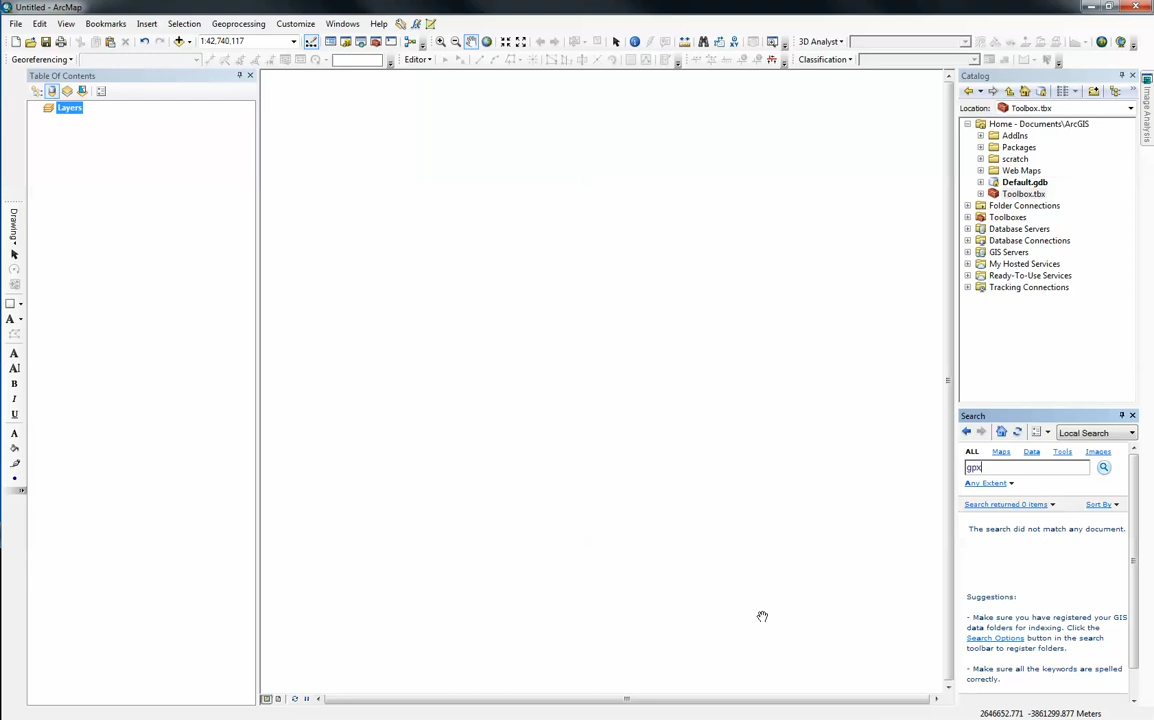 Untitled - ArcMap
File Edit View Bookmarks Insert Selection Geoprocessing Customize Windows Help
1:42,740,117
3D Analyst
Georeferencing
Editor
Classification
Table Of Contents
Layers
Drawing
A
A
B
I
U
A
Catalog
Location: Toolbox.tbx
Home - Documents\ArcGIS
AddIns
Packages
scratch
Web Maps
Default.gdb
Toolbox.tbx
Folder Connections
Toolboxes
Database Servers
Database Connections
GIS Servers
My Hosted Services
Ready-To-Use Services
Tracking Connections
Image Analysis
Search
Local Search
ALL Maps Data Tools Images
gpx
Any Extent
Search returned 0 items Sort By
The search did not match any document.
Suggestions:
- Make sure you have registered your GIS
data folders for indexing. Click the
Search Options button in the search
toolbar to register folders.
- Make sure all the keywords are spelled
correctly.
2646652.771 -3861299.877 Meters